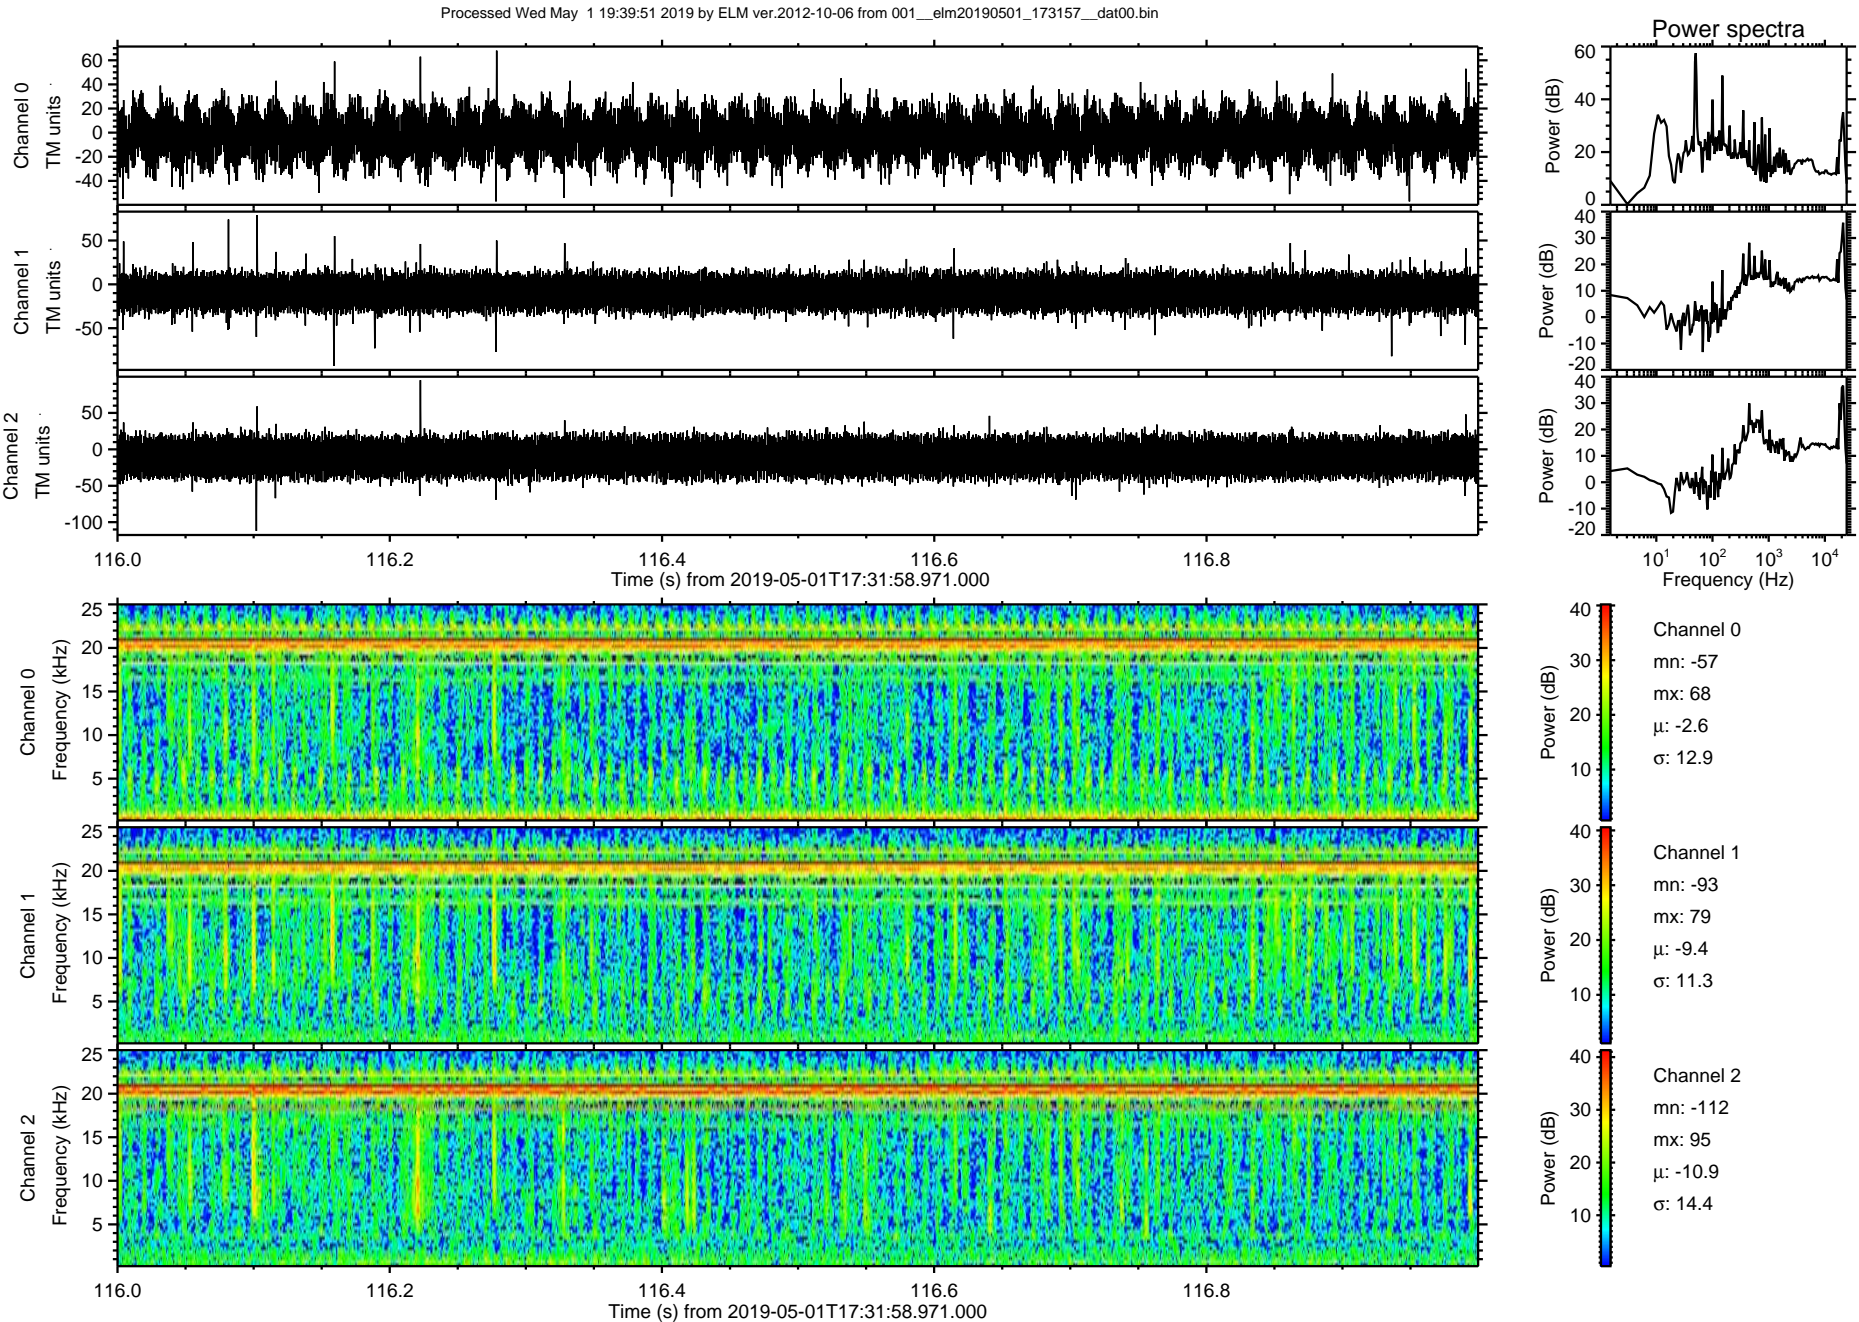 Processed Wed May  1 19:39:51 2019 by ELM ver.2012-10-06 from 001__elm20190501_173157__dat00.bin
Power spectra
Channel 0
TM units
60
40
20
0
-20
-40
Power (dB)
60
40
20
0
Channel 1
TM units
50
0
-50
Power (dB)
40
30
20
10
0
-10
-20
Channel 2
TM units
50
0
-50
-100
Power (dB)
40
30
20
10
0
-10
-20
116.0 116.2 116.4 116.6 116.8
Time (s) from 2019-05-01T17:31:58.971.000
10^1 10^2 10^3 10^4
Frequency (Hz)
Channel 0
Frequency (kHz)
25
20
15
10
5
Power (dB)
40
30
20
10
Channel 0
mn: -57
mx: 68
μ: -2.6
σ: 12.9
Channel 1
Frequency (kHz)
25
20
15
10
5
Power (dB)
40
30
20
10
Channel 1
mn: -93
mx: 79
μ: -9.4
σ: 11.3
Channel 2
Frequency (kHz)
25
20
15
10
5
Power (dB)
40
30
20
10
Channel 2
mn: -112
mx: 95
μ: -10.9
σ: 14.4
116.0 116.2 116.4 116.6 116.8
Time (s) from 2019-05-01T17:31:58.971.000